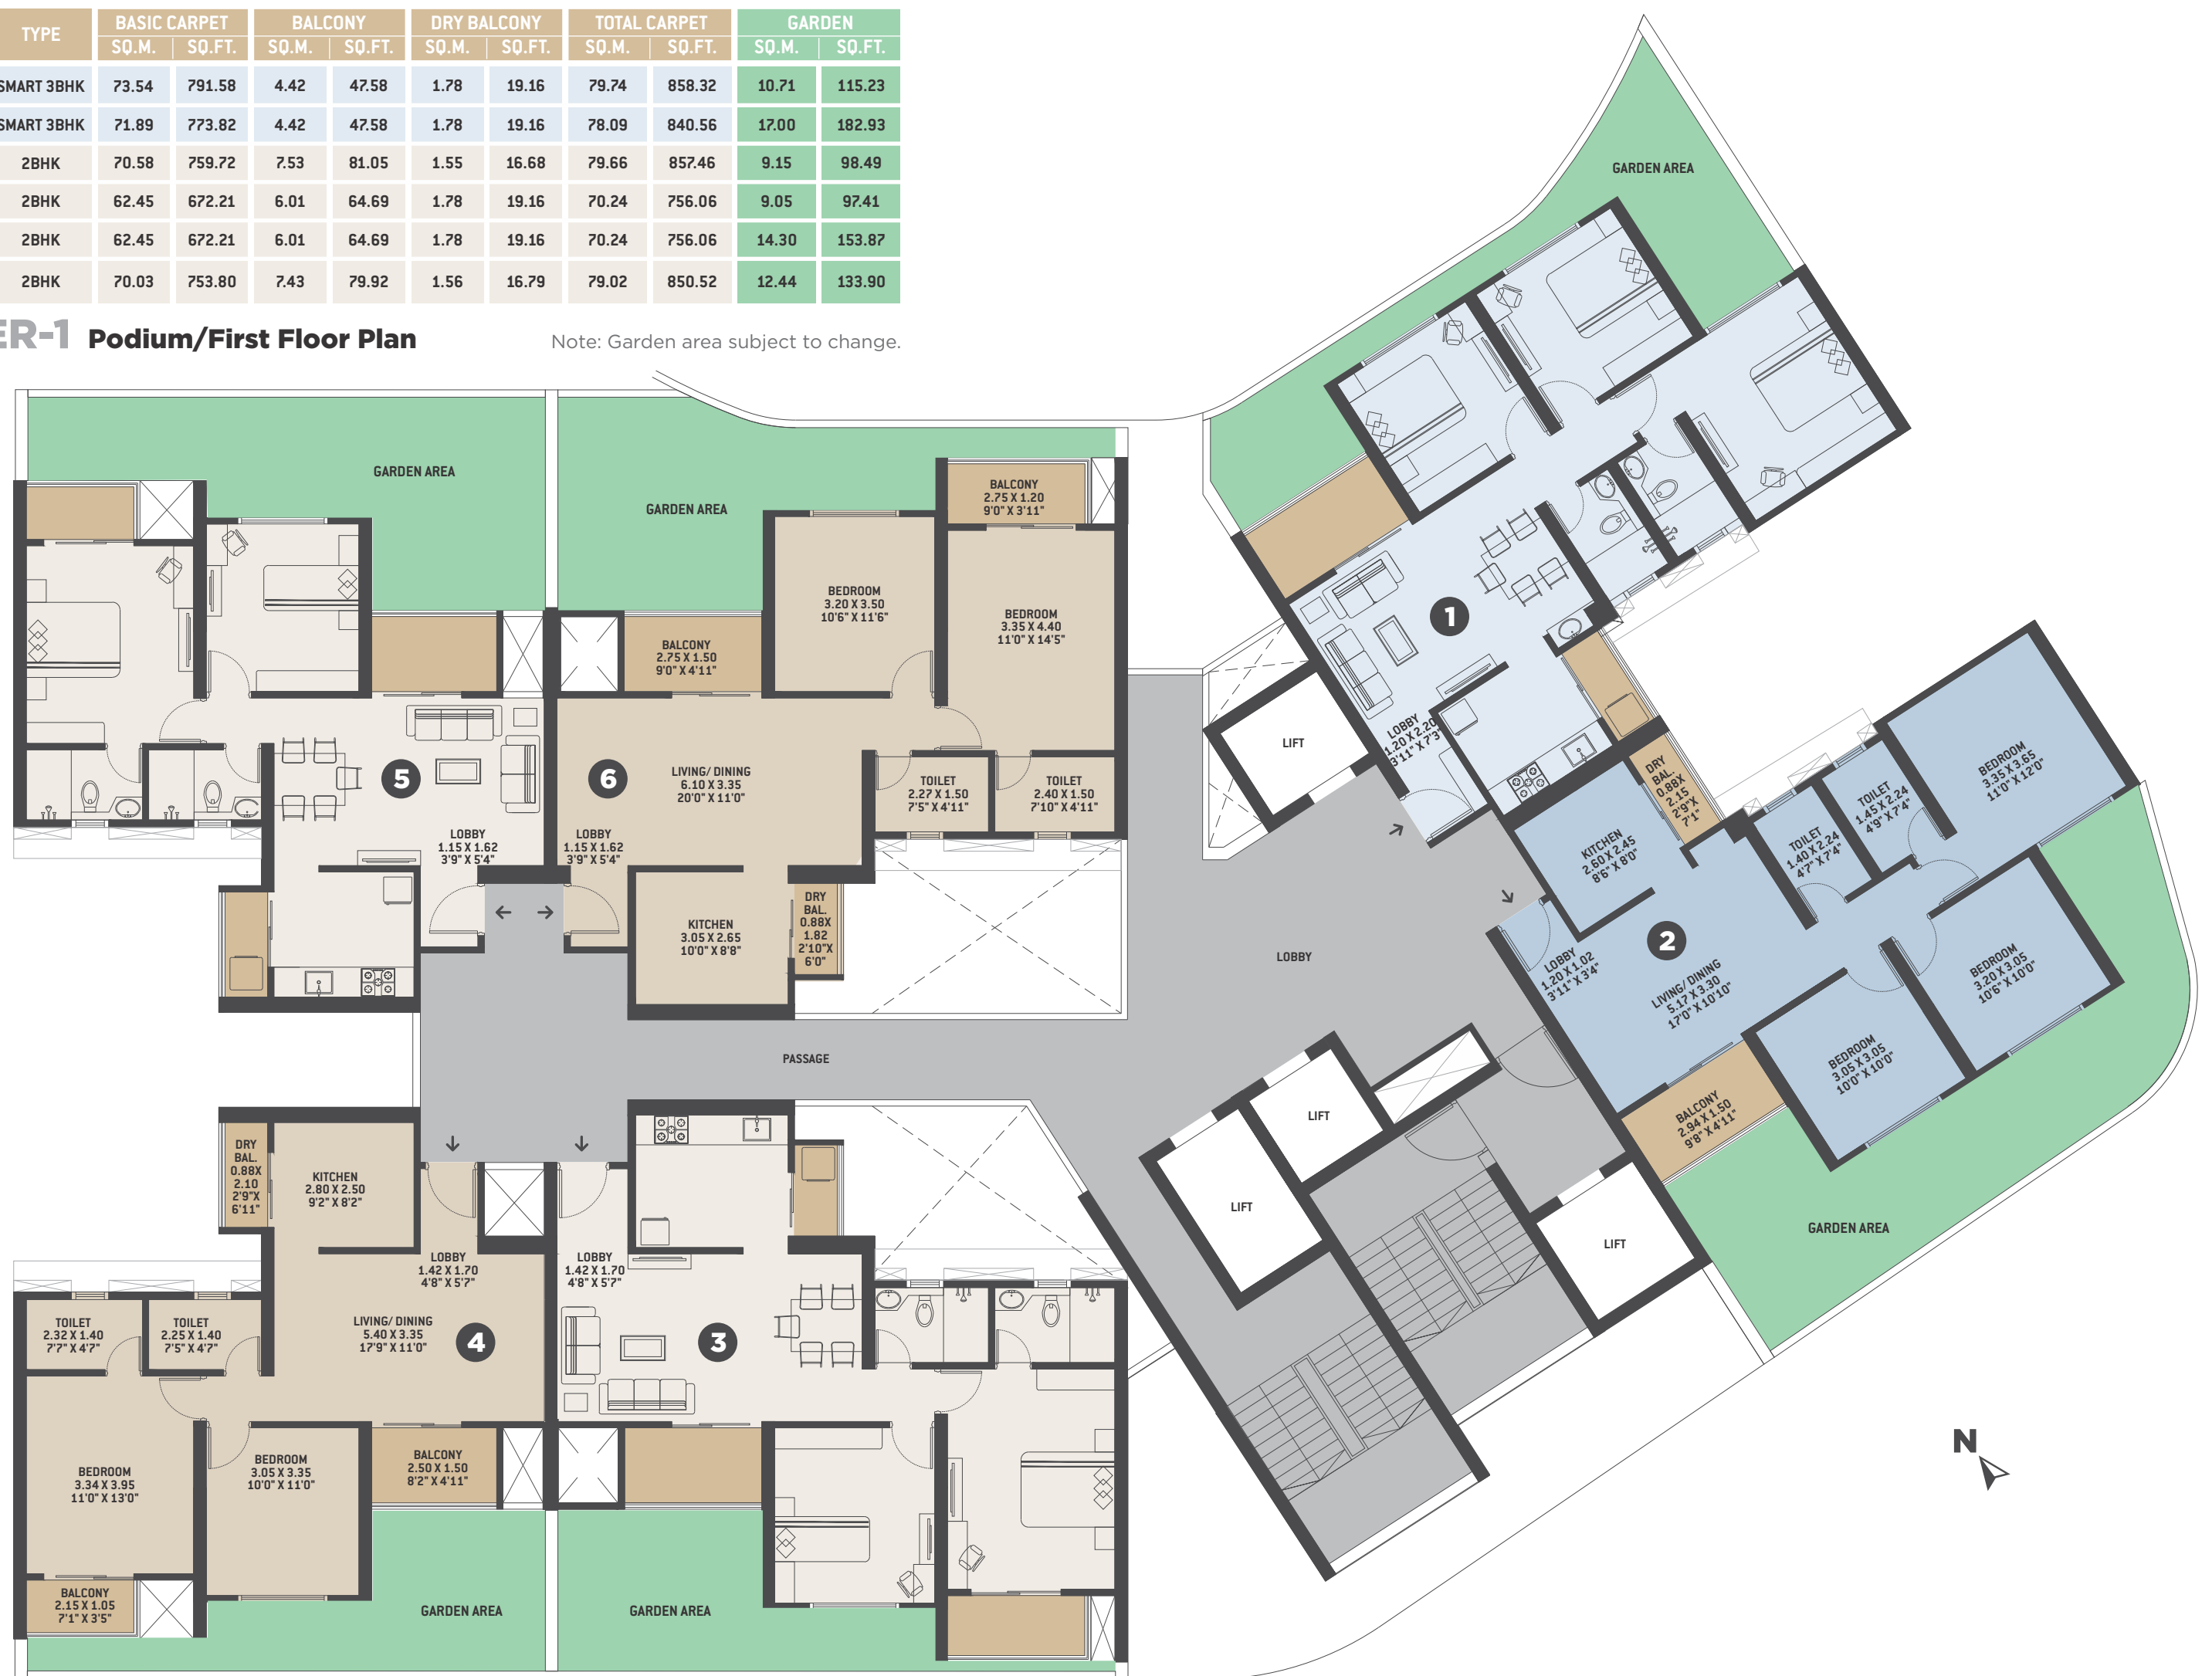 TYPE BASIC CARPET BALCONY DRY BALCONY TOTAL CARPET GARDEN
SQ.M. SQ.FT. SQ.M. SQ.FT. SQ.M. SQ.FT. SQ.M. SQ.FT. SQ.M. SQ.FT.
SMART 3BHK 73.54 791.58 4.42 47.58 1.78 19.16 79.74 858.32 10.71 115.23
SMART 3BHK 71.89 773.82 4.42 47.58 1.78 19.16 78.09 840.56 17.00 182.93
2BHK 70.58 759.72 7.53 81.05 1.55 16.68 79.66 857.46 9.15 98.49
2BHK 62.45 672.21 6.01 64.69 1.78 19.16 70.24 756.06 9.05 97.41
2BHK 62.45 672.21 6.01 64.69 1.78 19.16 70.24 756.06 14.30 153.87
2BHK 70.03 753.80 7.43 79.92 1.56 16.79 79.02 850.52 12.44 133.90
ER-1 Podium/First Floor Plan
Note: Garden area subject to change.
GARDEN AREA
1
LOBBY
1.20 X 2.20
3'11" X 7'3"
LIFT
GARDEN AREA
5
LOBBY
1.15 X 1.62
3'9" X 5'4"
GARDEN AREA
BALCONY
2.75 X 1.20
9'0" X 3'11"
BEDROOM
3.20 X 3.50
10'6" X 11'6"
BEDROOM
3.35 X 4.40
11'0" X 14'5"
BALCONY
2.75 X 1.50
9'0" X 4'11"
6
LIVING/ DINING
6.10 X 3.35
20'0" X 11'0"
TOILET
2.27 X 1.50
7'5" X 4'11"
TOILET
2.40 X 1.50
7'10" X 4'11"
LOBBY
1.15 X 1.62
3'9" X 5'4"
KITCHEN
3.05 X 2.65
10'0" X 8'8"
DRY
BAL.
0.88X
1.82
2'10"X
6'0"
DRY
BAL.
0.88X
2.15
2'9"X
7'1"
KITCHEN
2.60 X 2.45
8'6" X 8'0"
TOILET
1.40 X 2.24
4'7" X 7'4"
TOILET
1.45 X 2.24
4'9" X 7'4"
BEDROOM
3.35 X 3.65
11'0" X 12'0"
2
LOBBY
1.20 X 1.02
3'11" X 3'4"
LIVING/ DINING
5.17 X 3.30
17'0" X 10'10"
BEDROOM
3.20 X 3.05
10'6" X 10'0"
BEDROOM
3.05 X 3.05
10'0" X 10'0"
BALCONY
2.94 X 1.50
9'8" X 4'11"
GARDEN AREA
LOBBY
PASSAGE
LIFT
LIFT
LIFT
DRY
BAL.
0.88X
2.10
2'9"X
6'11"
KITCHEN
2.80 X 2.50
9'2" X 8'2"
LOBBY
1.42 X 1.70
4'8" X 5'7"
TOILET
2.32 X 1.40
7'7" X 4'7"
TOILET
2.25 X 1.40
7'5" X 4'7"
LIVING/ DINING
5.40 X 3.35
17'9" X 11'0"
4
BEDROOM
3.34 X 3.95
11'0" X 13'0"
BEDROOM
3.05 X 3.35
10'0" X 11'0"
BALCONY
2.50 X 1.50
8'2" X 4'11"
BALCONY
2.15 X 1.05
7'1" X 3'5"
GARDEN AREA
LOBBY
1.42 X 1.70
4'8" X 5'7"
3
GARDEN AREA
N